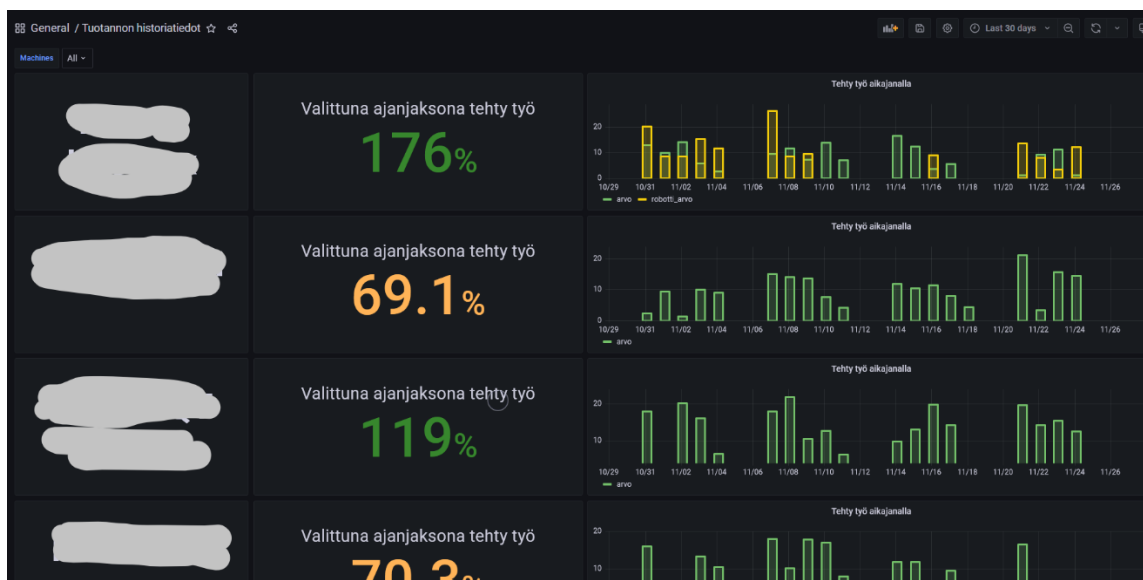 General / Tuotannon historiatiedot
Last 30 days
Machines All
Valittuna ajanjaksona tehty työ
176%
Tehty työ aikajanalla
20
10
0
10/29 10/31 11/02 11/04 11/06 11/08 11/10 11/12 11/14 11/16 11/18 11/20 11/22 11/24 11/26
arvo robotti_arvo
Valittuna ajanjaksona tehty työ
69.1%
Tehty työ aikajanalla
20
10
0
10/29 10/31 11/02 11/04 11/06 11/08 11/10 11/12 11/14 11/16 11/18 11/20 11/22 11/24 11/26
arvo
Valittuna ajanjaksona tehty työ
119%
Tehty työ aikajanalla
20
10
10/29 10/31 11/02 11/04 11/06 11/08 11/10 11/12 11/14 11/16 11/18 11/20 11/22 11/24 11/26
arvo
Valittuna ajanjaksona tehty työ
70.3%
Tehty työ aikajanalla
20
10